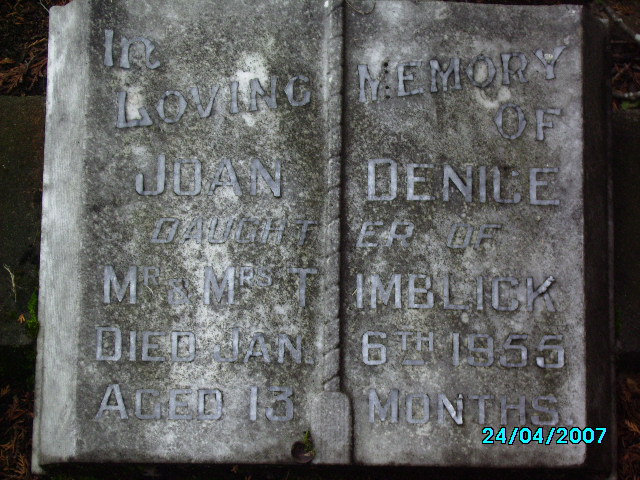 In
Loving Memory
of
Joan Denice
Daughter of
Mr & Mrs Timblick
Died Jan. 6th 1955
Aged 13 Months.
24/04/2007